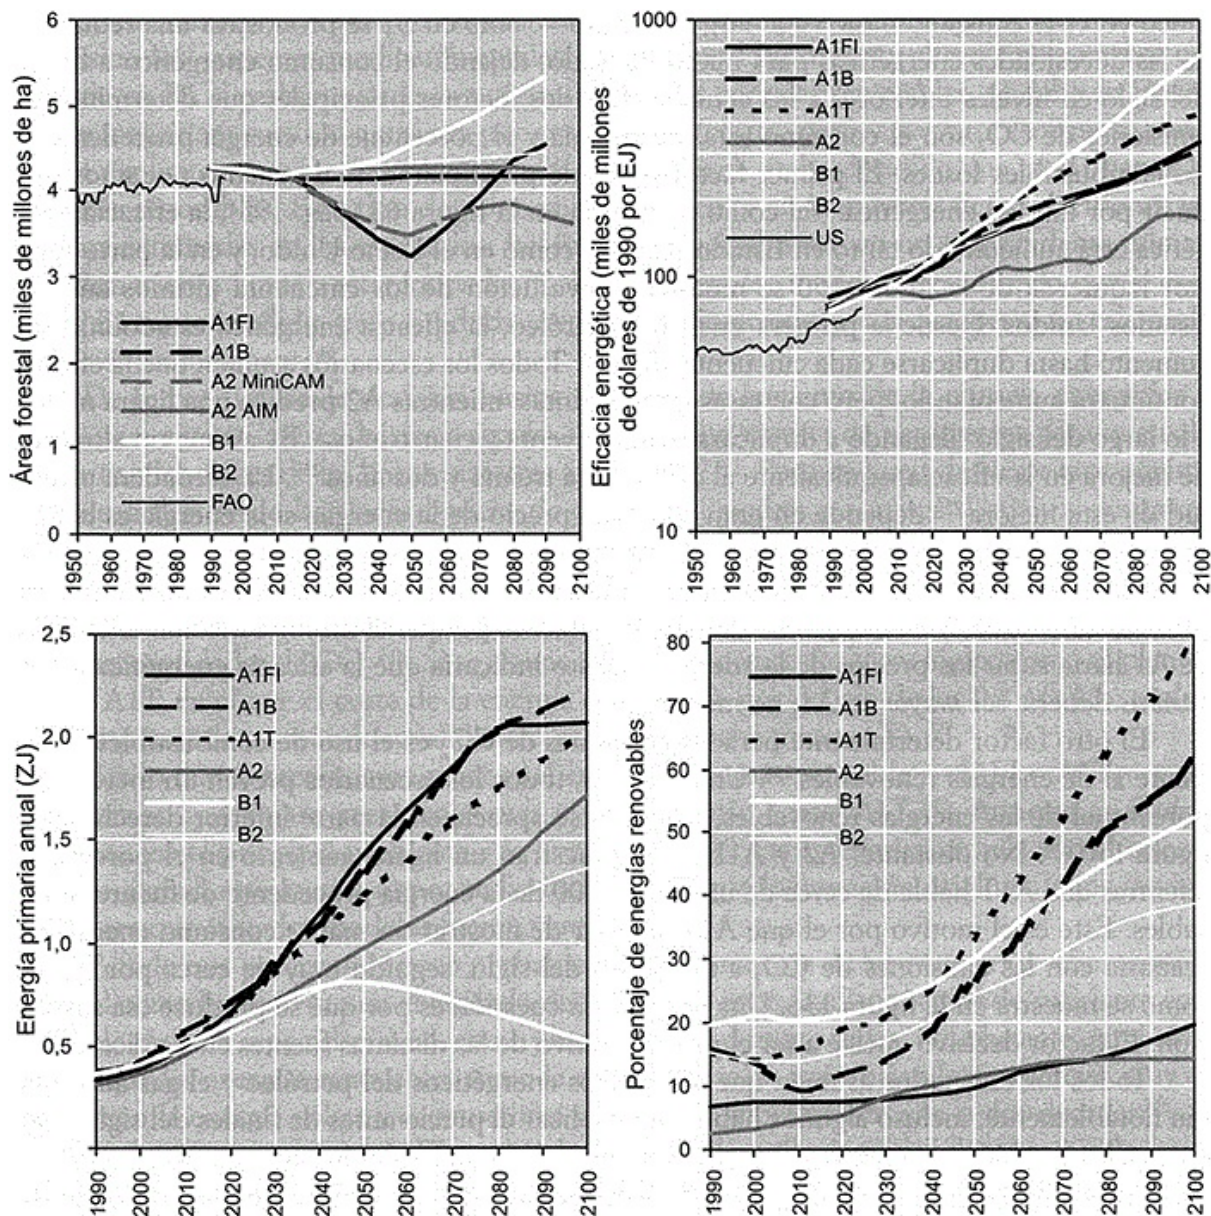 Área forestal (miles de millones de ha)
6
5
4
3
2
1
0
A1FI
A1B
A2 MiniCAM
A2 AIM
B1
B2
FAO
1950
1960
1970
1980
1990
2000
2010
2020
2030
2040
2050
2060
2070
2080
2090
2100
Eficacia energética (miles de millones
de dólares de 1990 por EJ)
1000
100
10
A1FI
A1B
A1T
A2
B1
B2
US
1950
1960
1970
1980
1990
2000
2010
2020
2030
2040
2050
2060
2070
2080
2090
2100
Energía primaria anual (ZJ)
2,5
2,0
1,5
1,0
0,5
A1FI
A1B
A1T
A2
B1
B2
1990
2000
2010
2020
2030
2040
2050
2060
2070
2080
2090
2100
Porcentaje de energías renovables
80
70
60
50
40
30
20
10
0
A1FI
A1B
A1T
A2
B1
B2
1990
2000
2010
2020
2030
2040
2050
2060
2070
2080
2090
2100